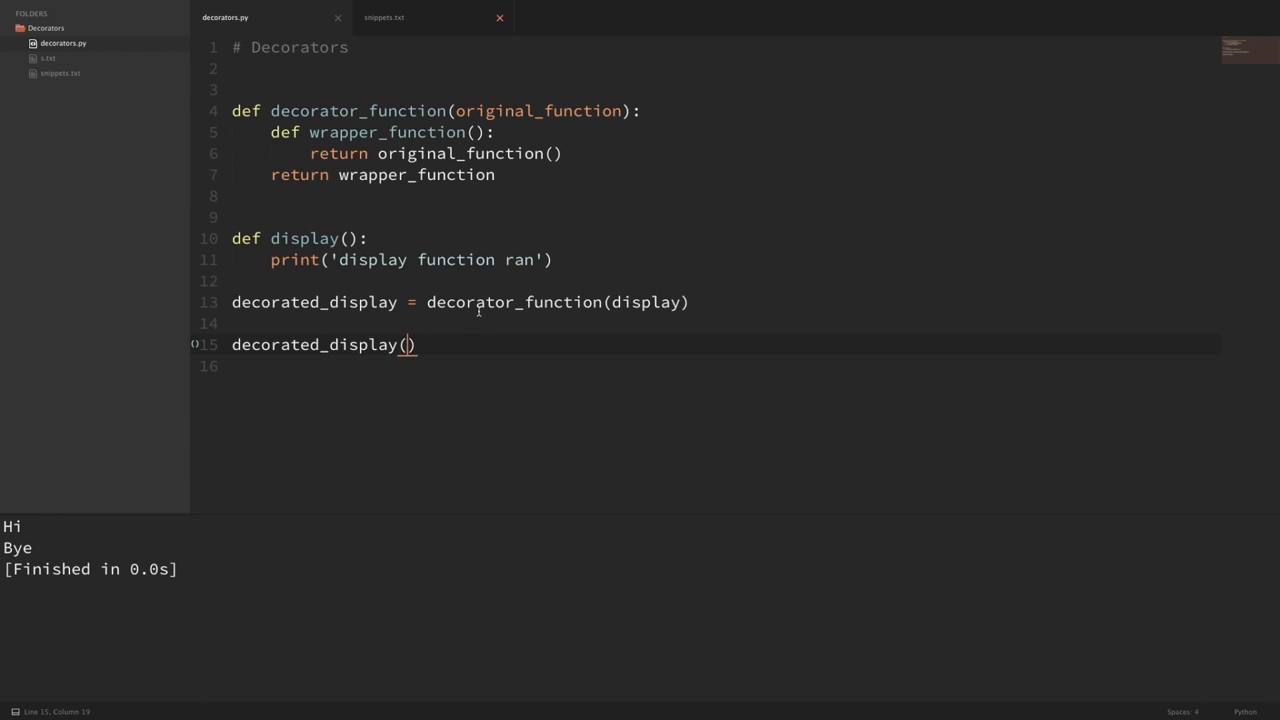 decorators.py
snippets.txt
FOLDERS
Decorators
decorators.py
s.txt
snippets.txt
1 # Decorators
2
3
4 def decorator_function(original_function):
5     def wrapper_function():
6         return original_function()
7     return wrapper_function
8
9
10 def display():
11     print('display function ran')
12
13 decorated_display = decorator_function(display)
14
15 decorated_display()
16
Hi
Bye
[Finished in 0.0s]
Line 15, Column 19
Spaces: 4
Python